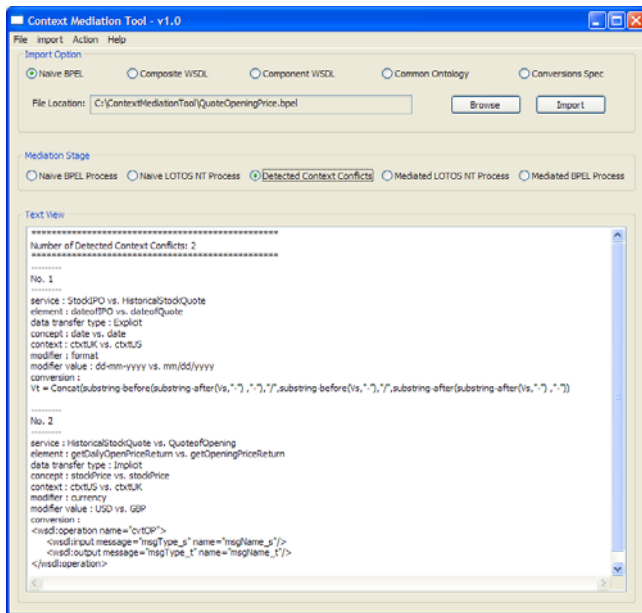 Context Mediation Tool - v1.0
File import Action Help
Import Option
Naive BPEL Composite WSDL Component WSDL Common Ontology Conversions Spec
File Location: C:\ContextMediationTool\QuoteOpeningPrice.bpel Browse Import
Mediation Stage
Naive BPEL Process Naive LOTOS NT Process Detected Context Conflicts Mediated LOTOS NT Process Mediated BPEL Process
Text View
**************************************************
Number of Detected Context Conflicts: 2
**************************************************
---------
No. 1
---------
service : StockIPO vs. HistoricalStockQuote
element : dateofIPO vs. dateofQuote
data transfer type : Explicit
concept : date vs. date
context : ctxtUK vs. ctxtUS
modifier : format
modifier value : dd-mm-yyyy vs. mm/dd/yyyy
conversion :
Vt = Concat(substring-before(substring-after(Vs,"-") ,"-"),"/",substring-before(Vs,"-"),"/",substring-after(substring-after(Vs,"-") ,"-"))
---------
No. 2
---------
service : HistoricalStockQuote vs. QuoteofOpening
element : getDailyOpenPriceReturn vs. getOpeningPriceReturn
data transfer type : Implicit
concept : stockPrice vs. stockPrice
context : ctxtUS vs. ctxtUK
modifier : currency
modifier value : USD vs. GBP
conversion :
<wsdl:operation name="cvtOP">
<wsdl:input message="msgType_s" name="msgName_s"/>
<wsdl:output message="msgType_t" name="msgName_t"/>
</wsdl:operation>